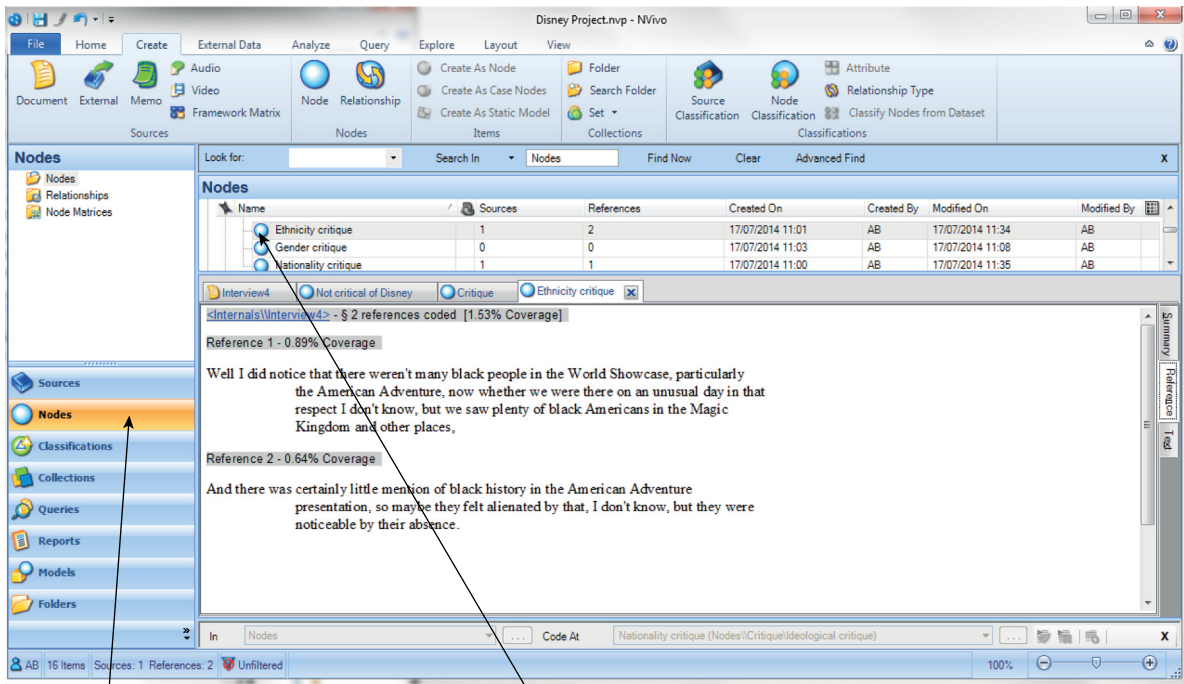 Disney Project.nvp - NVivo
File Home Create External Data Analyze Query Explore Layout View
Document External Memo Audio Video Framework Matrix
Sources
Node Relationship
Nodes
Create As Node
Create As Case Nodes
Create As Static Model
Items
Folder
Search Folder
Set
Collections
Source Classification Node Classification
Attribute
Relationship Type
Classify Nodes from Dataset
Classifications
Nodes
Nodes
Relationships
Node Matrices
Sources
Nodes
Classifications
Collections
Queries
Reports
Models
Folders
Look for: Search In Nodes Find Now Clear Advanced Find X
Nodes
Name Sources References Created On Created By Modified On Modified By
Ethnicity critique 1 2 17/07/2014 11:01 AB 17/07/2014 11:34 AB
Gender critique 0 0 17/07/2014 11:03 AB 17/07/2014 11:08 AB
Nationality critique 1 1 17/07/2014 11:00 AB 17/07/2014 11:35 AB
Interview4 Not critical of Disney Critique Ethnicity critique
<Internals\\Interview4> - § 2 references coded [1.53% Coverage]
Reference 1 - 0.89% Coverage
Well I did notice that there weren't many black people in the World Showcase, particularly
the American Adventure, now whether we were there on an unusual day in that
respect I don't know, but we saw plenty of black Americans in the Magic
Kingdom and other places,
Reference 2 - 0.64% Coverage
And there was certainly little mention of black history in the American Adventure
presentation, so maybe they felt alienated by that, I don't know, but they were
noticeable by their absence.
Summary
Reference
Text
In Nodes ... Code At Nationality critique (Nodes\\Critique\Ideological critique) ... X
AB 16 Items Sources: 1 References: 2 Unfiltered 100%